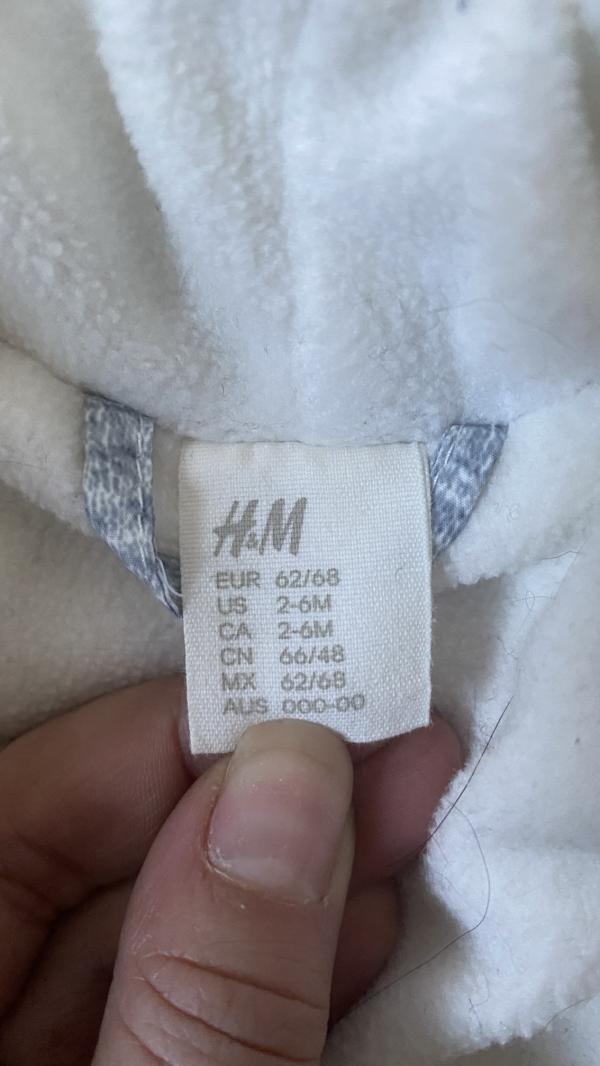 H&M
EUR 62/68
US 2-6M
CA 2-6M
CN 66/48
MX 62/68
AUS 000-00